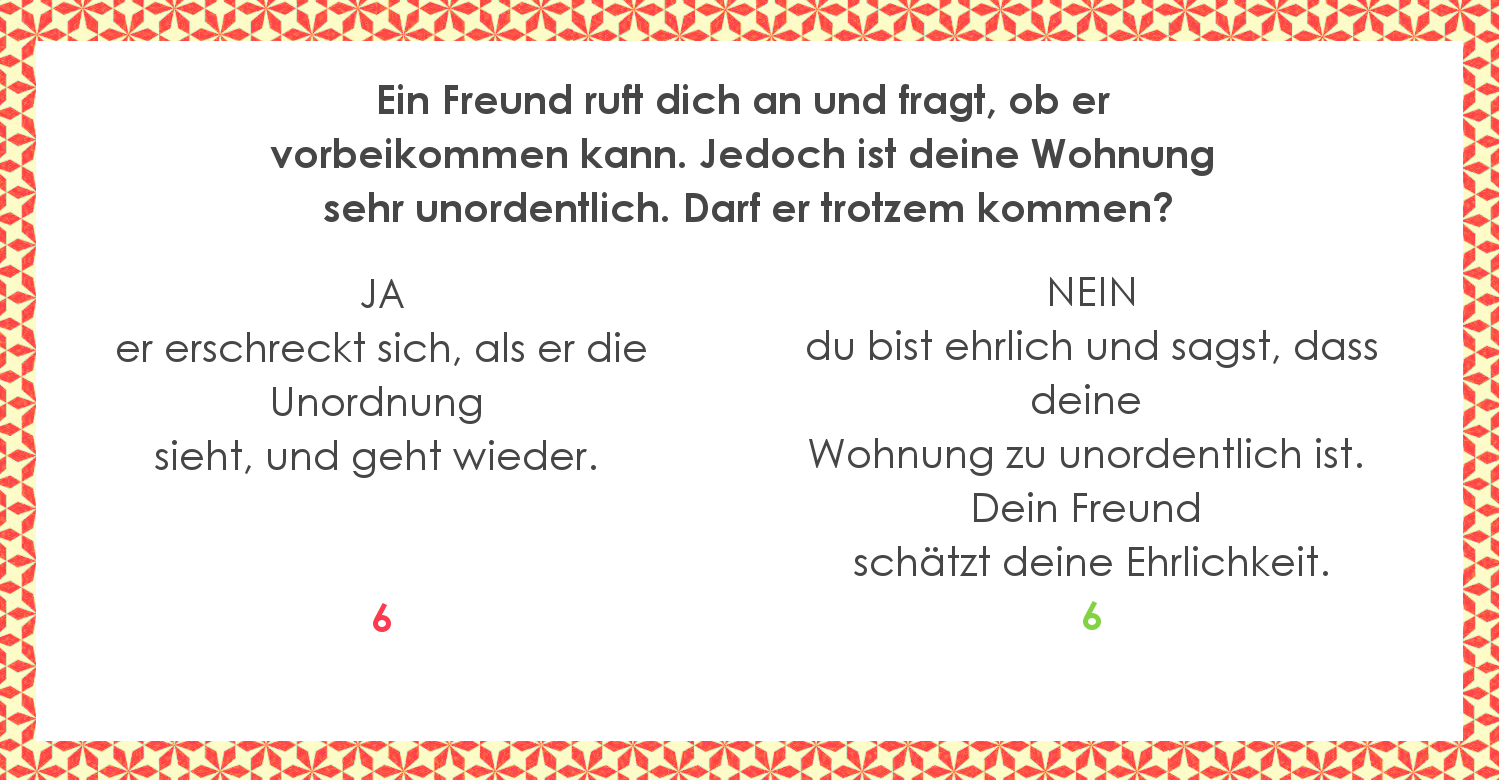 Ein Freund ruft dich an und fragt, ob er
vorbeikommen kann. Jedoch ist deine Wohnung
sehr unordentlich. Darf er trotzem kommen?
JA
er erschreckt sich, als er die
Unordnung
sieht, und geht wieder.
6
NEIN
du bist ehrlich und sagst, dass
deine
Wohnung zu unordentlich ist.
Dein Freund
schätzt deine Ehrlichkeit.
6